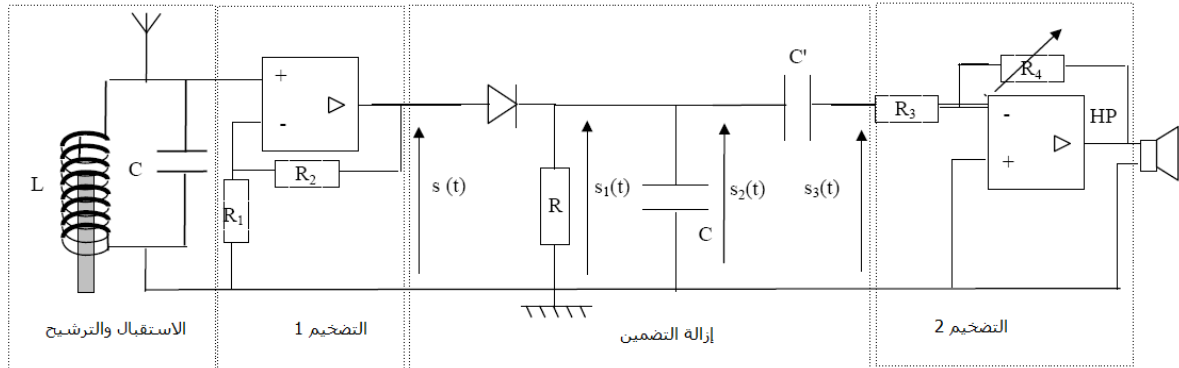 L
C
+
-
R1
R2
s (t)
R
s1(t)
C
s2(t)
C'
s3(t)
R3
R4
-
+
HP
الاستقبال والترشيح
التضخيم 1
إزالة التضمين
التضخيم 2